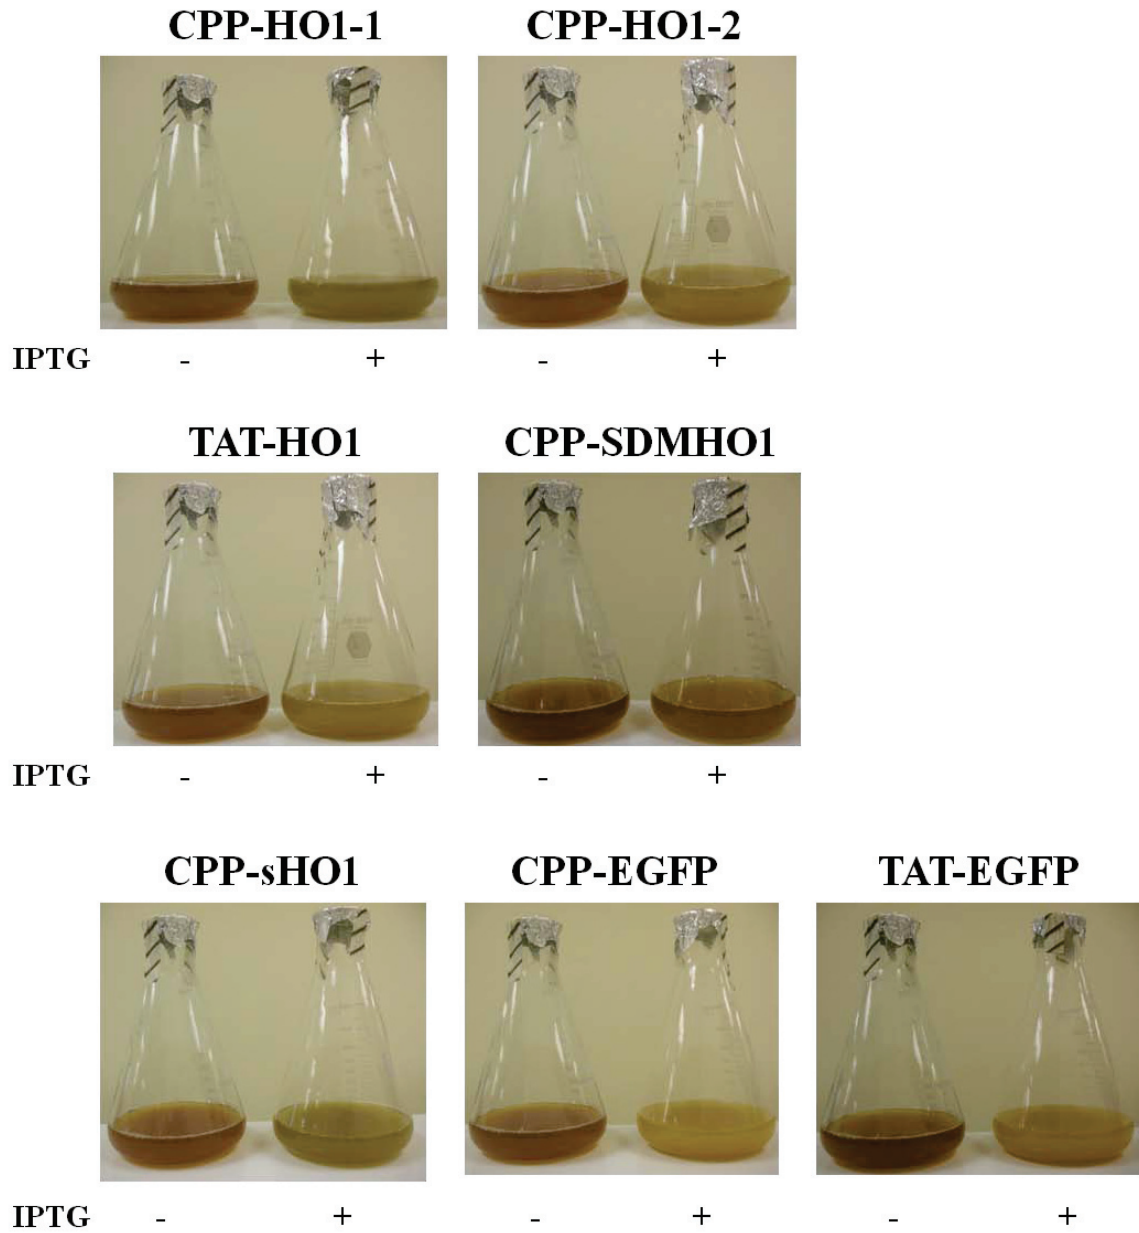 CPP-HO1-1 CPP-HO1-2
IPTG - + - +
TAT-HO1 CPP-SDMHO1
IPTG - + - +
CPP-sHO1 CPP-EGFP TAT-EGFP
IPTG - + - + - +